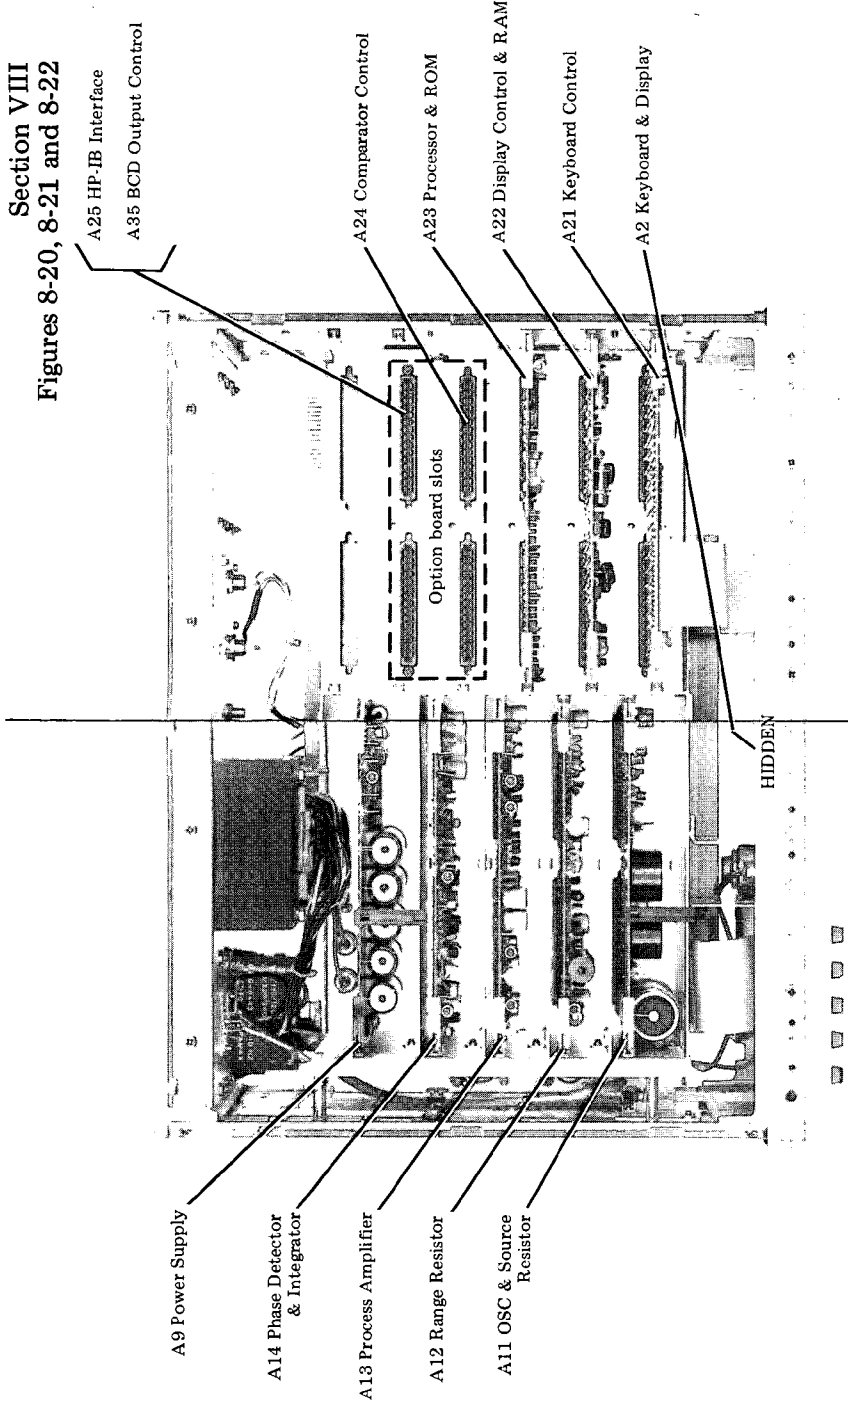 Section VIII
Figures 8-20, 8-21 and 8-22
A25 HP-IB Interface
A35 BCD Output Control
A24 Comparator Control
A23 Processor & ROM
A22 Display Control & RAM
A21 Keyboard Control
A2 Keyboard & Display
Option board slots
HIDDEN
A9 Power Supply
A14 Phase Detector
& Integrator
A13 Process Amplifier
A12 Range Resistor
A11 OSC & Source
Resistor